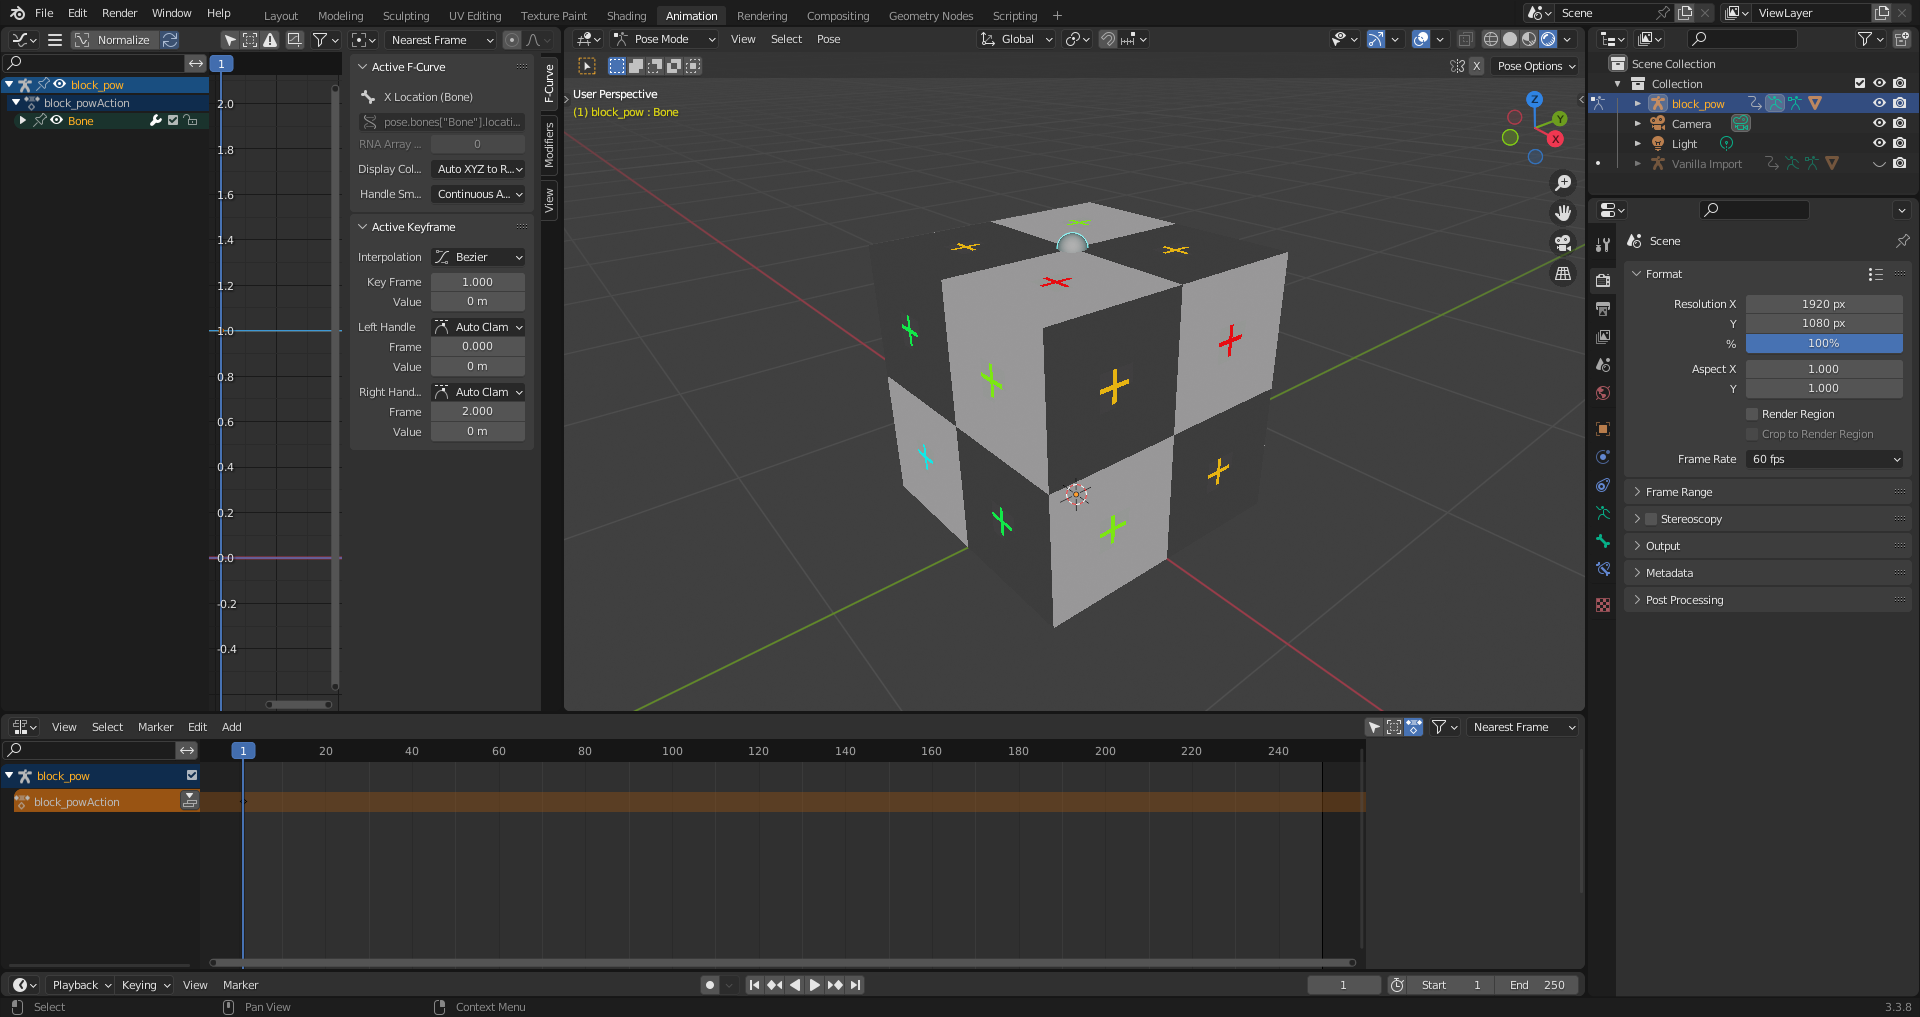 File Edit Render Window Help Layout Modeling Sculpting UV Editing Texture Paint Shading Animation Rendering Compositing Geometry Nodes Scripting + Scene ViewLayer
Normalize Nearest Frame
Pose Mode View Select Pose Global
X Pose Options
1
block_pow
block_powAction
Bone
2.0
1.8
1.6
1.4
1.2
1.0
0.8
0.6
0.4
0.2
0.0
-0.2
-0.4
Active F-Curve
X Location (Bone)
pose.bones["Bone"].locati...
RNA Array ... 0
Display Col... Auto XYZ to R...
Handle Sm... Continuous A...
Active Keyframe
Interpolation Bezier
Key Frame 1.000
Value 0 m
Left Handle Auto Clam
Frame 0.000
Value 0 m
Right Hand... Auto Clam
Frame 2.000
Value 0 m
F-Curve
Modifiers
View
User Perspective
(1) block_pow : Bone
Z
Y
X
Scene Collection
Collection
block_pow
Camera
Light
Vanilla Import
Scene
Format
Resolution X 1920 px
Y 1080 px
% 100%
Aspect X 1.000
Y 1.000
Render Region
Crop to Render Region
Frame Rate 60 fps
Frame Range
Stereoscopy
Output
Metadata
Post Processing
View Select Marker Edit Add Nearest Frame
1 20 40 60 80 100 120 140 160 180 200 220 240
block_pow
block_powAction
Playback Keying View Marker 1 Start 1 End 250
Select Pan View Context Menu 3.3.8